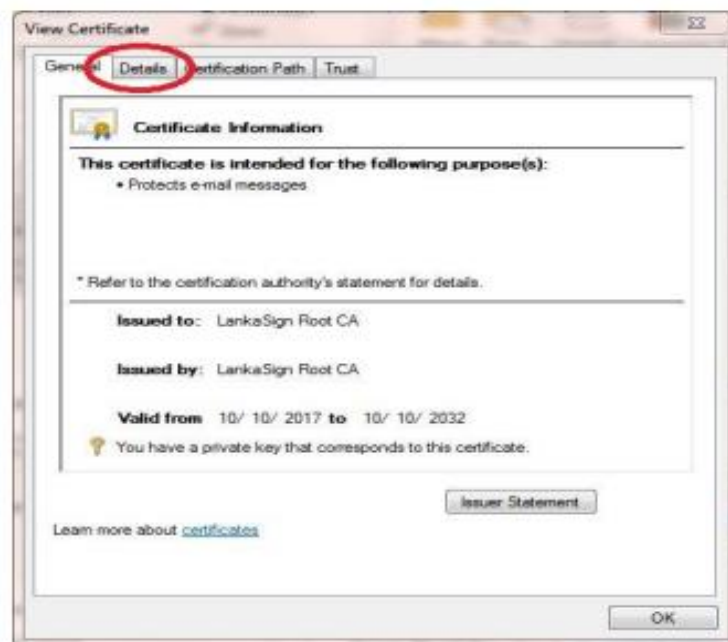 View Certificate
General Details Certification Path Trust
Certificate Information
This certificate is intended for the following purpose(s):
• Protects e-mail messages
* Refer to the certification authority's statement for details.
Issued to: LankaSign Root CA
Issued by: LankaSign Root CA
Valid from 10/ 10/ 2017 to 10/ 10/ 2032
You have a private key that corresponds to this certificate.
Issuer Statement
Learn more about certificates
OK